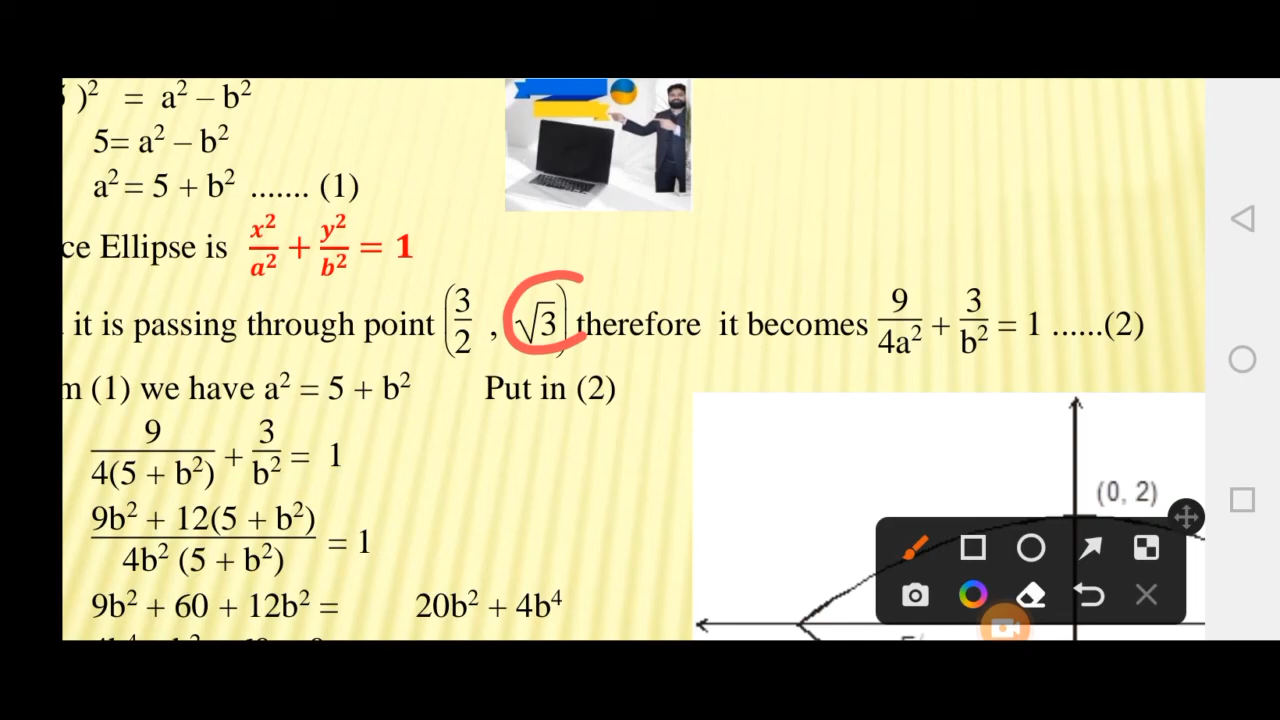 )² = a² – b²
5= a² – b²
a² = 5 + b² ....... (1)
ce Ellipse is x²/a² + y²/b² = 1
it is passing through point (3/2 , √3) therefore it becomes 9/4a² + 3/b² = 1 ......(2)
m (1) we have a² = 5 + b² Put in (2)
9/4(5 + b²) + 3/b² = 1
9b² + 12(5 + b²)/4b² (5 + b²) = 1
(0, 2)
9b² + 60 + 12b² = 20b² + 4b⁴